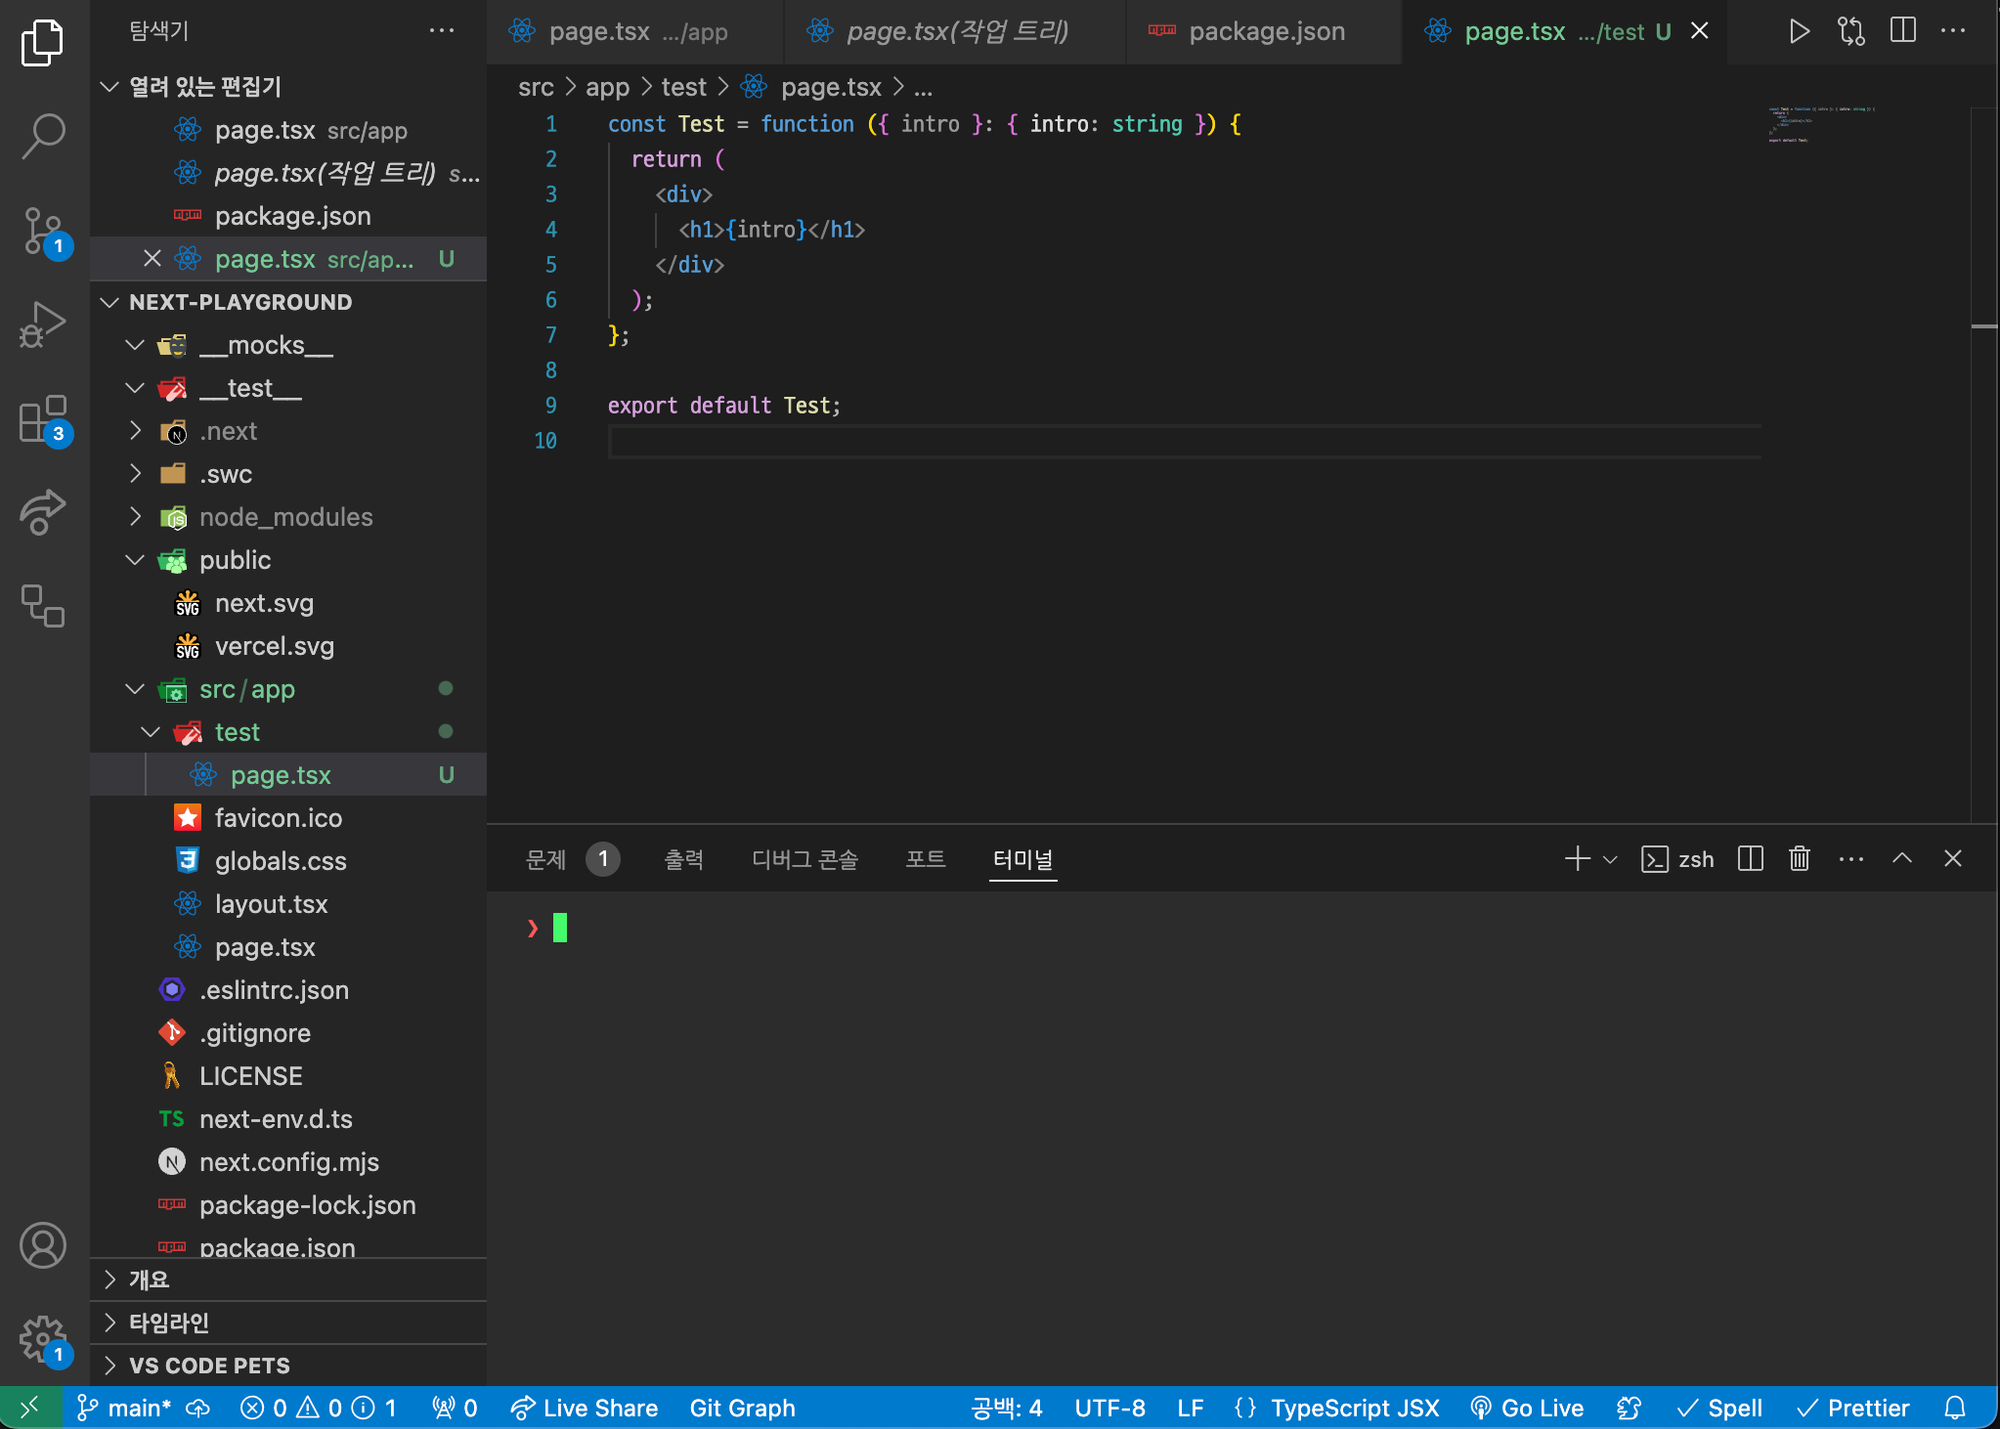 탐색기
열려 있는 편집기
page.tsx src/app
page.tsx(작업 트리) s...
package.json
page.tsx src/ap... U
NEXT-PLAYGROUND
__mocks__
__test__
.next
.swc
node_modules
public
next.svg
vercel.svg
src/app
test
page.tsx U
favicon.ico
globals.css
layout.tsx
page.tsx
.eslintrc.json
.gitignore
LICENSE
TS next-env.d.ts
next.config.mjs
package-lock.json
package.json
개요
타임라인
VS CODE PETS
1
3
1
page.tsx .../app
page.tsx(작업 트리)
package.json
page.tsx .../test U
src > app > test > page.tsx > ...
1 const Test = function ({ intro }: { intro: string }) {
2 return (
3 <div>
4 <h1>{intro}</h1>
5 </div>
6 );
7 };
8
9 export default Test;
10
문제 1 출력 디버그 콘솔 포트 터미널
zsh
❯
main* 0 0 1 0 Live Share Git Graph 공백: 4 UTF-8 LF {} TypeScript JSX Go Live Spell Prettier